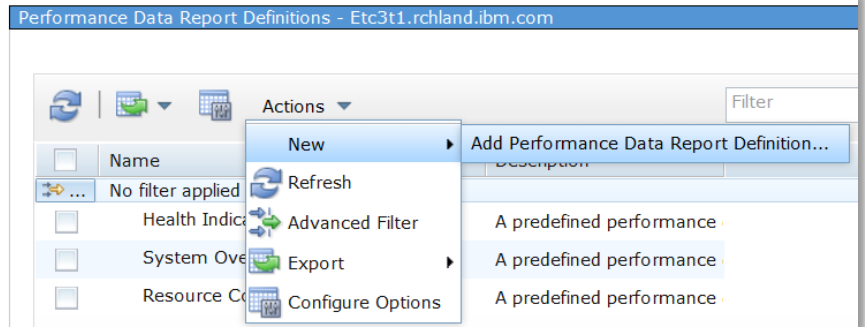 Performance Data Report Definitions - Etc3t1.rchland.ibm.com
Actions
Filter
New
Add Performance Data Report Definition...
Name
Description
...
No filter applied
Refresh
Health Indica
Advanced Filter
A predefined performance
System Ove
Export
A predefined performance
Resource Co
Configure Options
A predefined performance